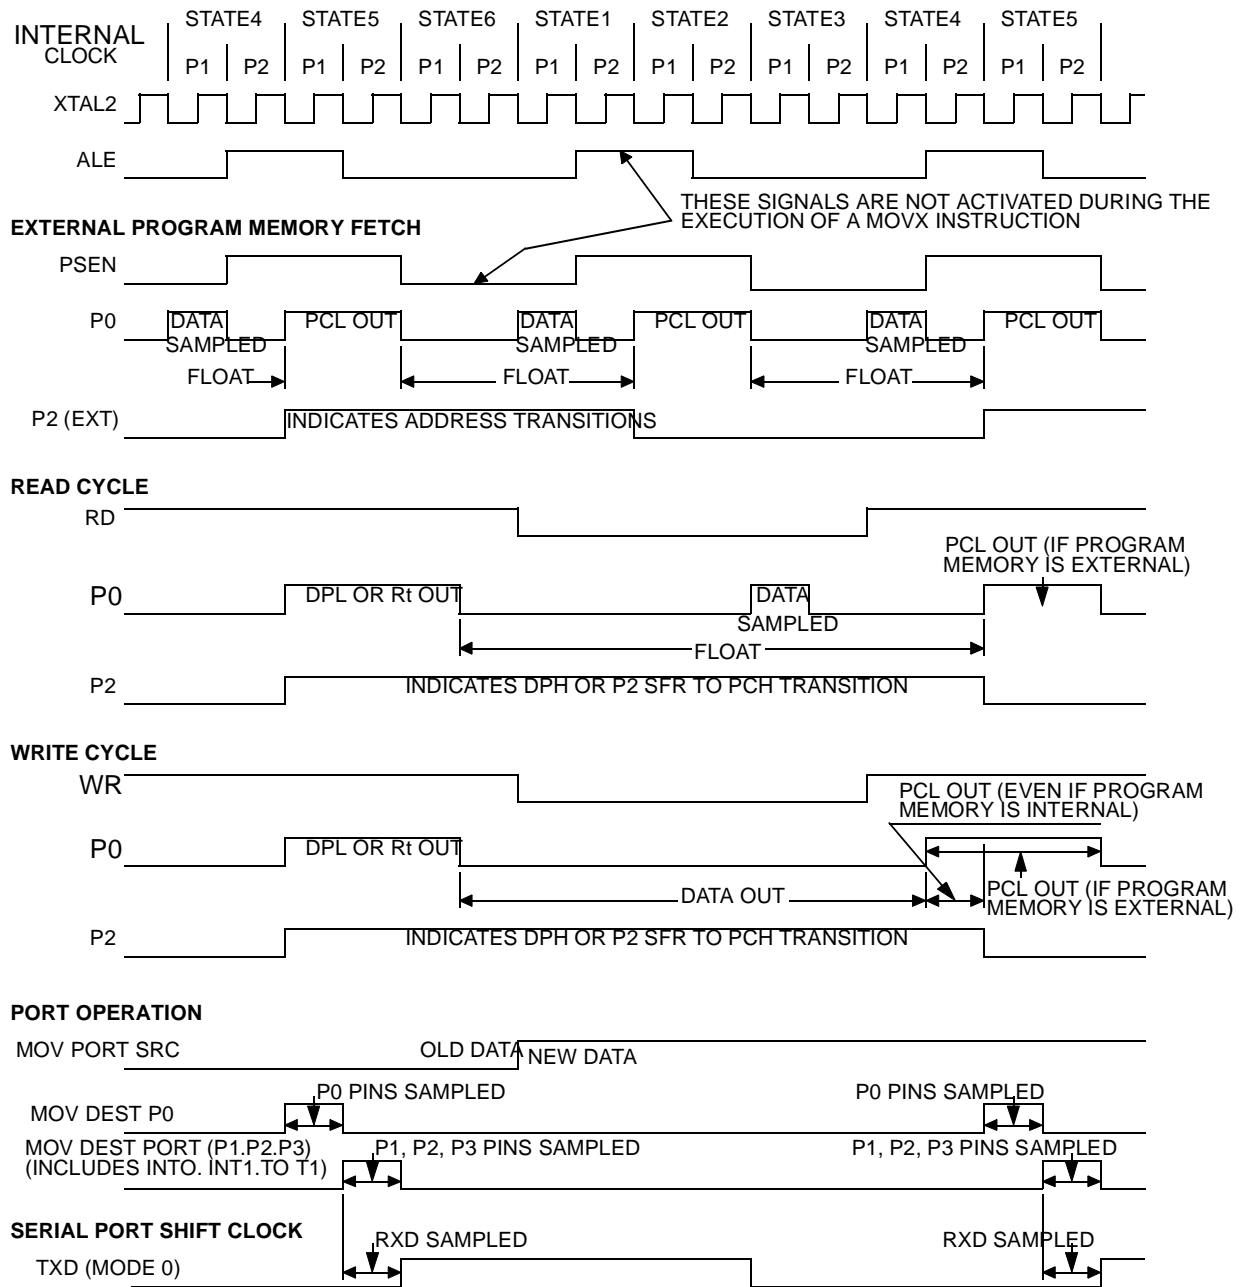 STATE4 STATE5 STATE6 STATE1 STATE2 STATE3 STATE4 STATE5
INTERNAL
CLOCK
P1 P2 P1 P2 P1 P2 P1 P2 P1 P2 P1 P2 P1 P2 P1 P2
XTAL2
ALE
THESE SIGNALS ARE NOT ACTIVATED DURING THE
EXECUTION OF A MOVX INSTRUCTION
EXTERNAL PROGRAM MEMORY FETCH
PSEN
P0 DATA PCL OUT DATA PCL OUT DATA PCL OUT
SAMPLED SAMPLED SAMPLED
FLOAT FLOAT FLOAT
P2 (EXT) INDICATES ADDRESS TRANSITIONS
READ CYCLE
RD
PCL OUT (IF PROGRAM
MEMORY IS EXTERNAL)
P0 DPL OR Rt OUT DATA
SAMPLED
FLOAT
P2 INDICATES DPH OR P2 SFR TO PCH TRANSITION
WRITE CYCLE
WR
PCL OUT (EVEN IF PROGRAM
MEMORY IS INTERNAL)
P0 DPL OR Rt OUT
DATA OUT
PCL OUT (IF PROGRAM
MEMORY IS EXTERNAL)
P2 INDICATES DPH OR P2 SFR TO PCH TRANSITION
PORT OPERATION
MOV PORT SRC OLD DATA NEW DATA
P0 PINS SAMPLED P0 PINS SAMPLED
MOV DEST P0
MOV DEST PORT (P1.P2.P3) P1, P2, P3 PINS SAMPLED P1, P2, P3 PINS SAMPLED
(INCLUDES INTO. INT1.TO T1)
SERIAL PORT SHIFT CLOCK
RXD SAMPLED RXD SAMPLED
TXD (MODE 0)